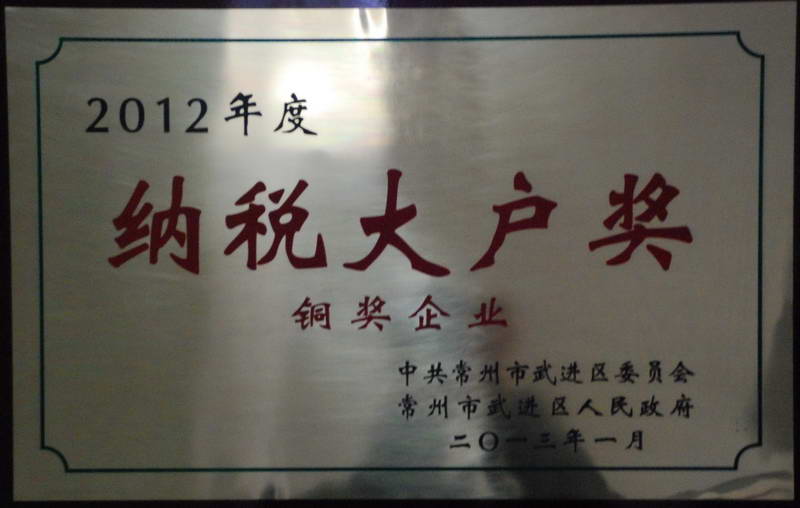 2012年度
纳税大户奖
铜奖企业
中共常州市武进区委员会
常州市武进区人民政府
二〇一三年一月